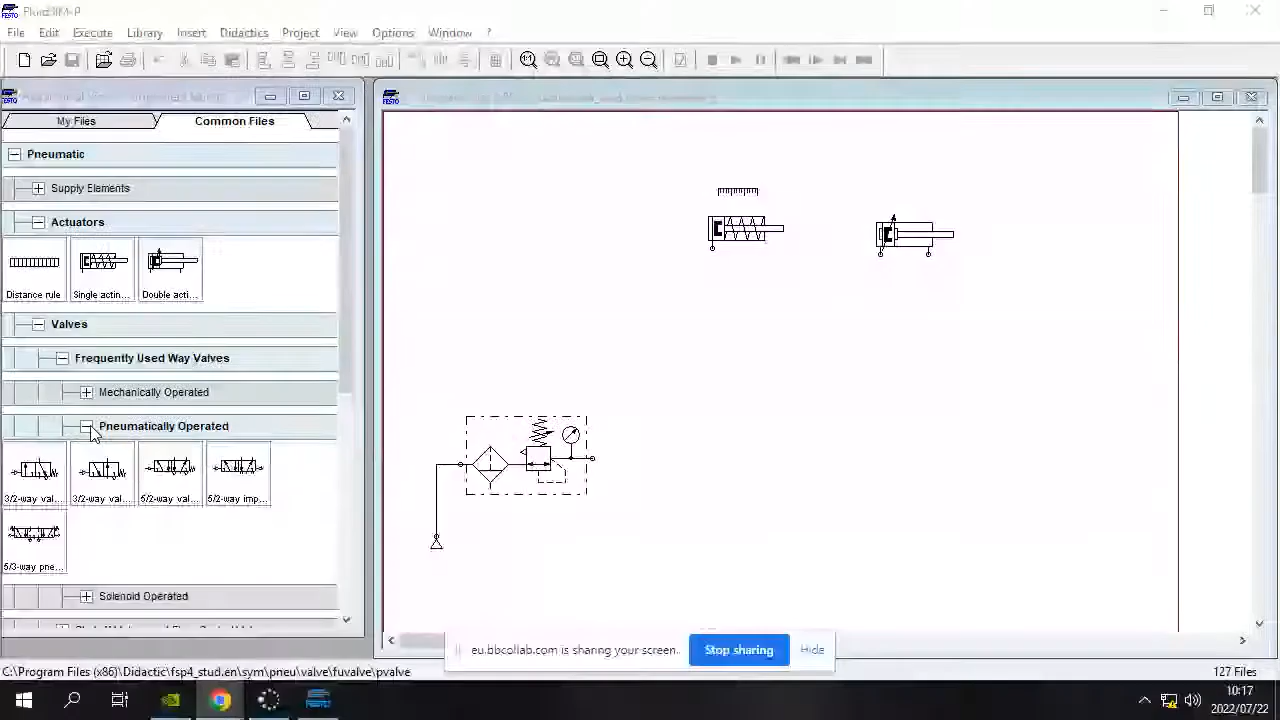 FluidSIM-P
File Edit Execute Library Insert Didactics Project View Options Window ?
FESTO
FESTO
My Files Common Files
Pneumatic
Supply Elements
Actuators
Distance rule Single actin... Double acti...
Valves
Frequently Used Way Valves
Mechanically Operated
Pneumatically Operated
3/2-way val... 3/2-way val... 5/2-way val... 5/2-way imp...
5/3-way pne...
Solenoid Operated
eu.bbcollab.com is sharing your screen. Stop sharing Hide
C:\Program Files (x86)\Didactic\fsp4_stud.en\sym\pneu\valve\fuvalve\pvalve 127 Files
10:17
2022/07/22